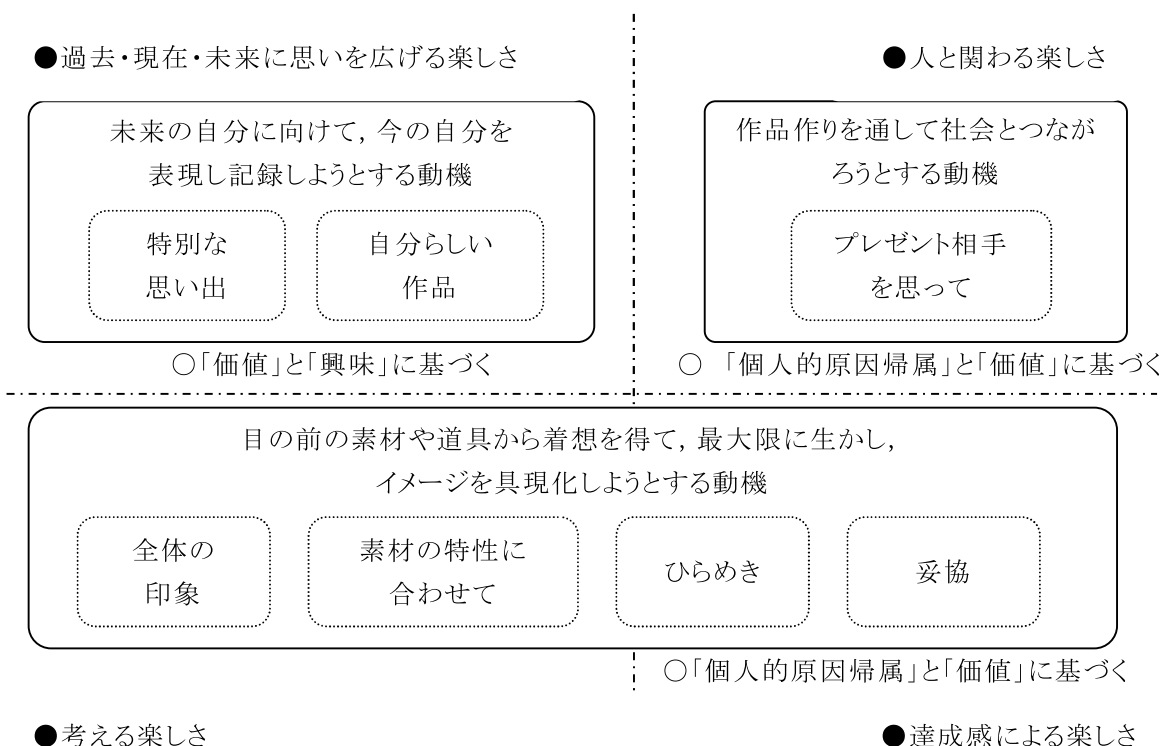 ●過去・現在・未来に思いを広げる楽しさ
●人と関わる楽しさ
未来の自分に向けて，今の自分を
表現し記録しようとする動機
特別な
思い出
自分らしい
作品
○「価値」と「興味」に基づく
作品作りを通して社会とつなが
ろうとする動機
プレゼント相手
を思って
○ 「個人的原因帰属」と「価値」に基づく
目の前の素材や道具から着想を得て，最大限に生かし，
イメージを具現化しようとする動機
全体の
印象
素材の特性に
合わせて
ひらめき
妥協
○「個人的原因帰属」と「価値」に基づく
●考える楽しさ
●達成感による楽しさ